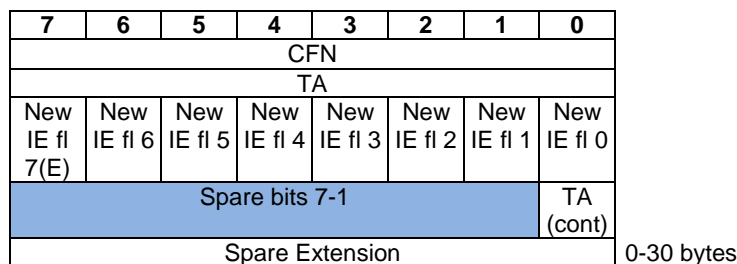 7 6 5 4 3 2 1 0
CFN
TA
New New New New New New New New
IE fl IE fl 6 IE fl 5 IE fl 4 IE fl 3 IE fl 2 IE fl 1 IE fl 0
7(E)
Spare bits 7-1 TA
(cont)
Spare Extension 0-30 bytes